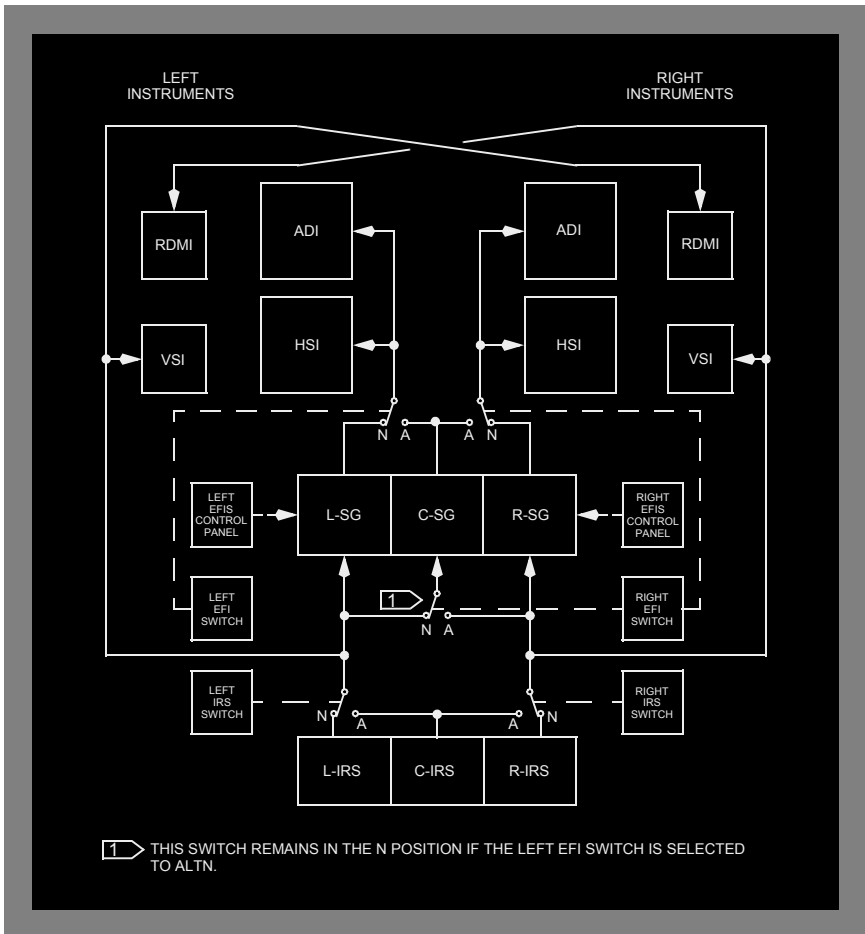 LEFT
INSTRUMENTS
RIGHT
INSTRUMENTS
RDMI
ADI
ADI
RDMI
VSI
HSI
HSI
VSI
N A
A N
LEFT
EFIS
CONTROL
PANEL
L-SG
C-SG
R-SG
RIGHT
EFIS
CONTROL
PANEL
LEFT
EFI
SWITCH
1
N A
RIGHT
EFI
SWITCH
LEFT
IRS
SWITCH
N A
A N
RIGHT
IRS
SWITCH
L-IRS
C-IRS
R-IRS
1 THIS SWITCH REMAINS IN THE N POSITION IF THE LEFT EFI SWITCH IS SELECTED
TO ALTN.